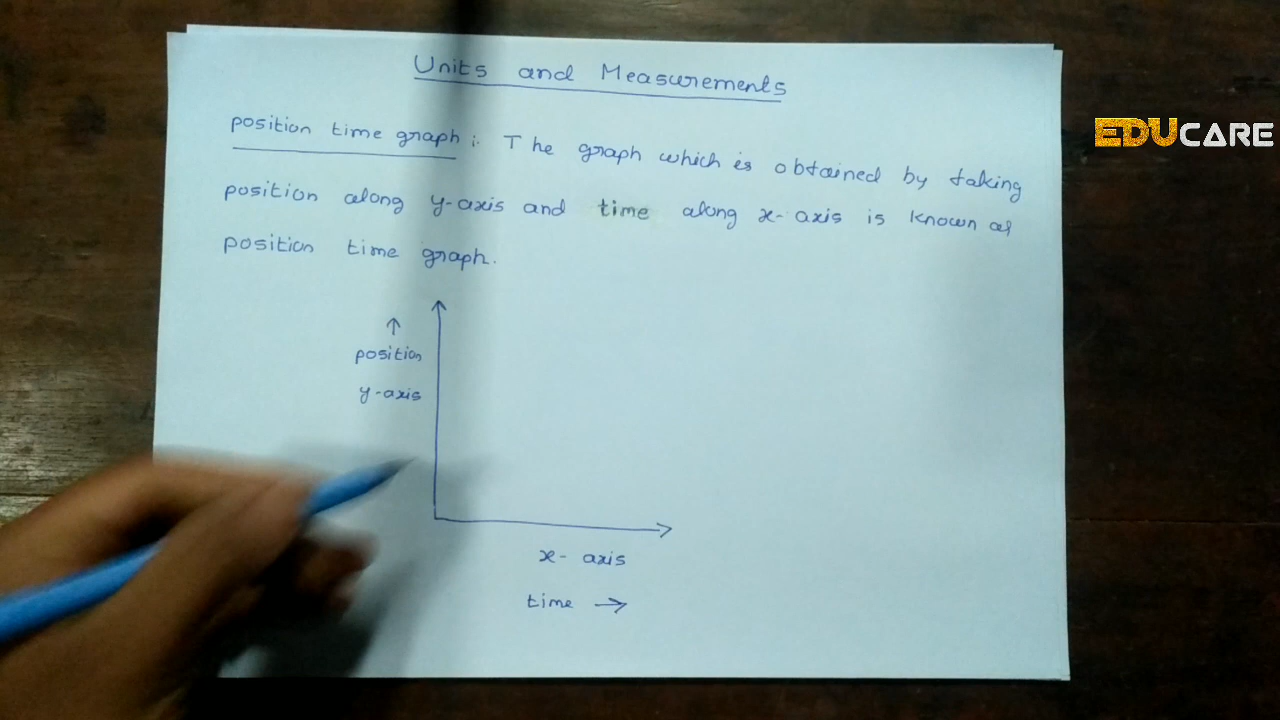 Units and Measurements
EDUCARE
position time graph :- The graph which is obtained by taking
position along y-axis and time along x-axis is known as
position time graph.
↑
position
y-axis
x- axis
time →